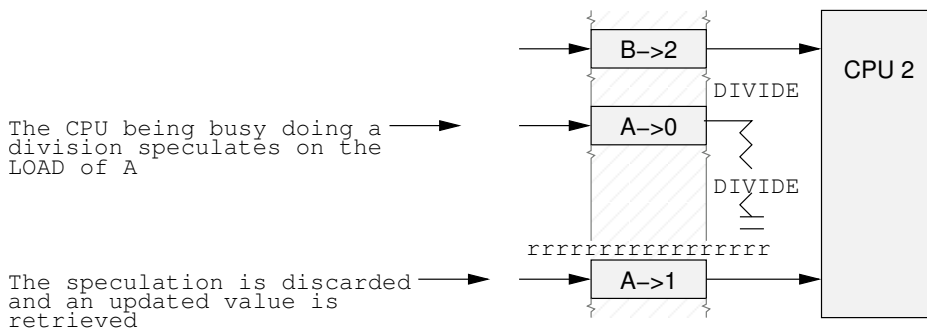 B–>2
CPU 2
DIVIDE
The CPU being busy doing a
division speculates on the
LOAD of A
A–>0
DIVIDE
rrrrrrrrrrrrrrrrr
The speculation is discarded
and an updated value is
retrieved
A–>1